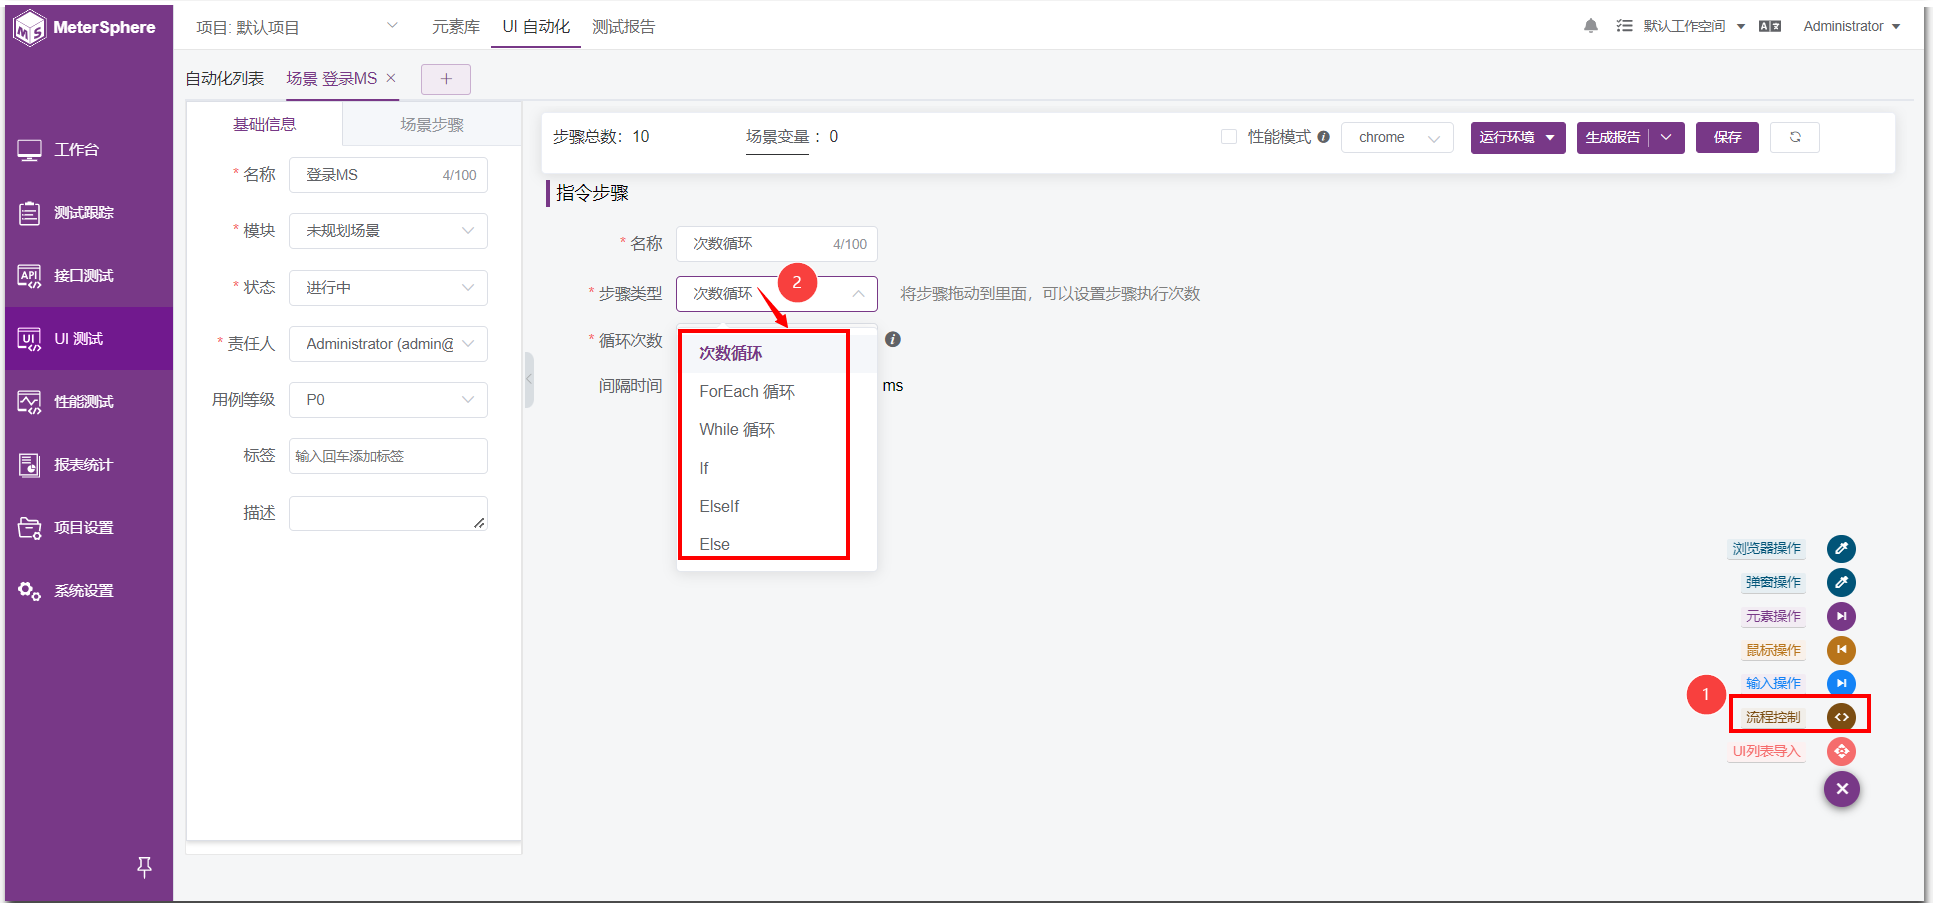 MeterSphere
项目: 默认项目
元素库
UI 自动化
测试报告
默认工作空间
Administrator
自动化列表
场景 登录MS
工作台
测试跟踪
接口测试
UI 测试
性能测试
报表统计
项目设置
系统设置
基础信息
场景步骤
* 名称
登录MS
4/100
* 模块
未规划场景
* 状态
进行中
* 责任人
Administrator (admin@
用例等级
P0
标签
输入回车添加标签
描述
步骤总数: 10
场景变量 : 0
性能模式
chrome
运行环境
生成报告
保存
指令步骤
* 名称
次数循环
4/100
* 步骤类型
次数循环
2
将步骤拖动到里面，可以设置步骤执行次数
* 循环次数
间隔时间
ms
次数循环
ForEach 循环
While 循环
If
ElseIf
Else
浏览器操作
弹窗操作
元素操作
鼠标操作
输入操作
1
流程控制
UI列表导入